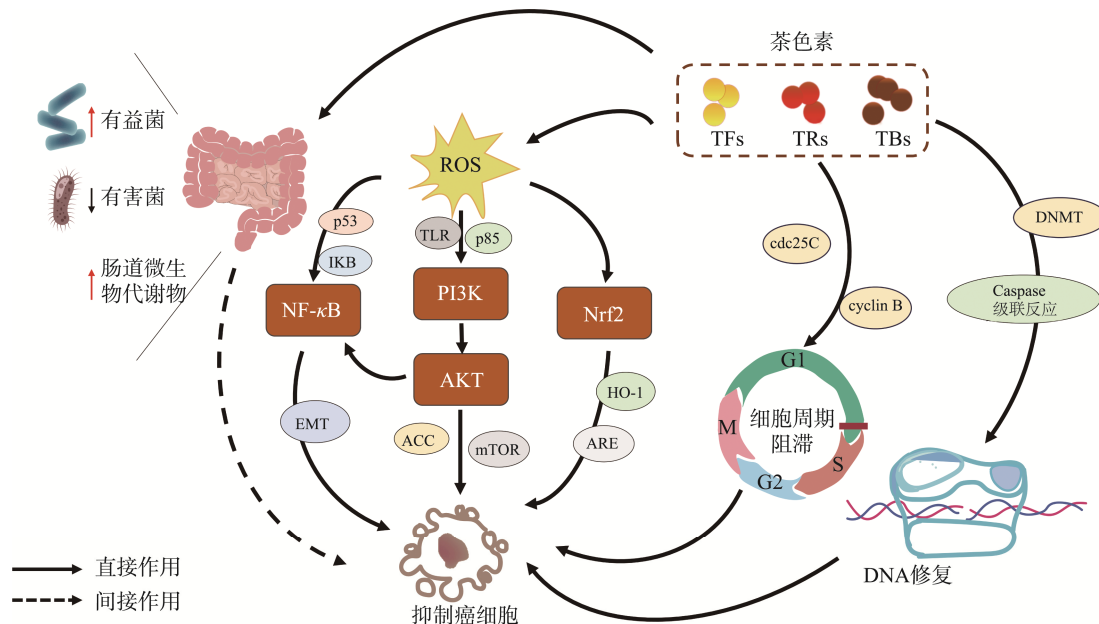 茶色素
TFs
TRs
TBs
有益菌
有害菌
肠道微生
物代谢物
ROS
p53
IKB
TLR
p85
NF-κB
PI3K
Nrf2
AKT
EMT
ACC
mTOR
HO-1
ARE
cdc25C
cyclin B
DNMT
Caspase
级联反应
G1
M
S
G2
细胞周期
阻滞
DNA修复
抑制癌细胞
直接作用
间接作用